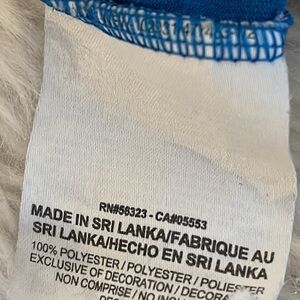 RN#56323 - CA#05553
MADE IN SRI LANKA/FABRIQUE AU
SRI LANKA/HECHO EN SRI LANKA
100% POLYESTER / POLYESTER / POLIESTER
EXCLUSIVE OF DECORATION / DECORA
NON COMPRISE / NO IN